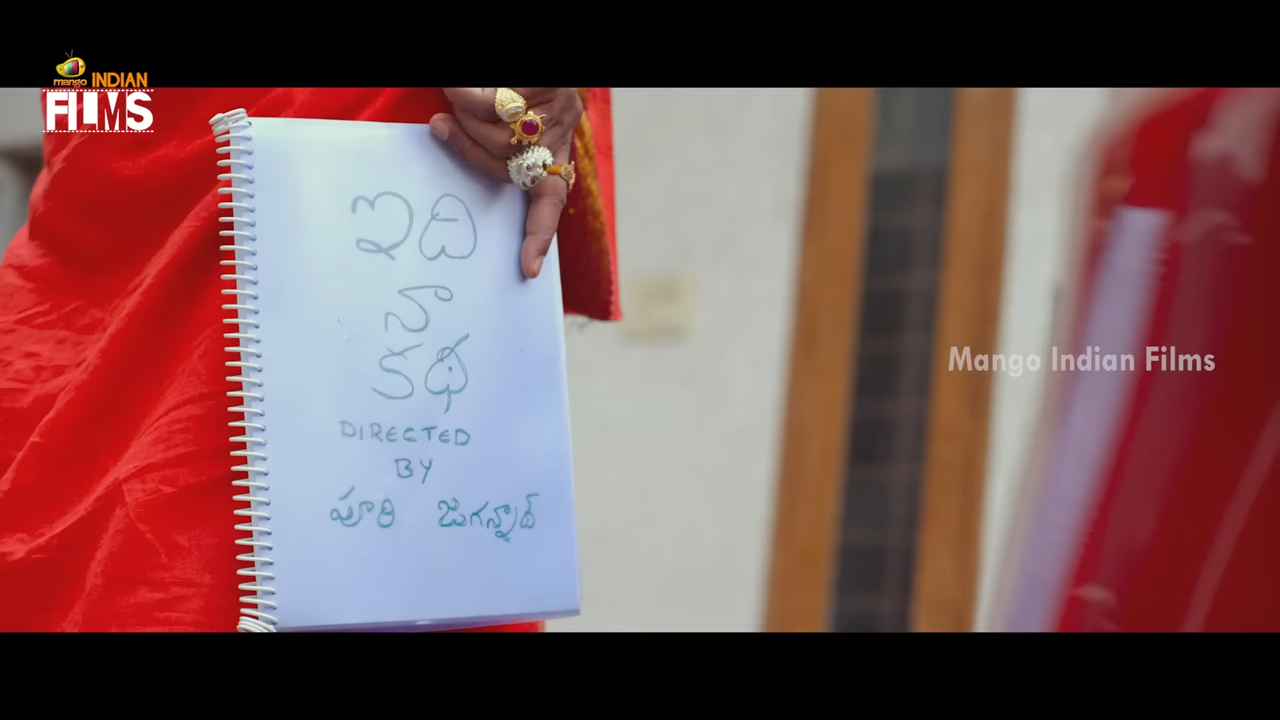 mango INDIAN
FILMS
ఇది
నా
కథ
DIRECTED
BY
పూరి జగన్నాద్
Mango Indian Films